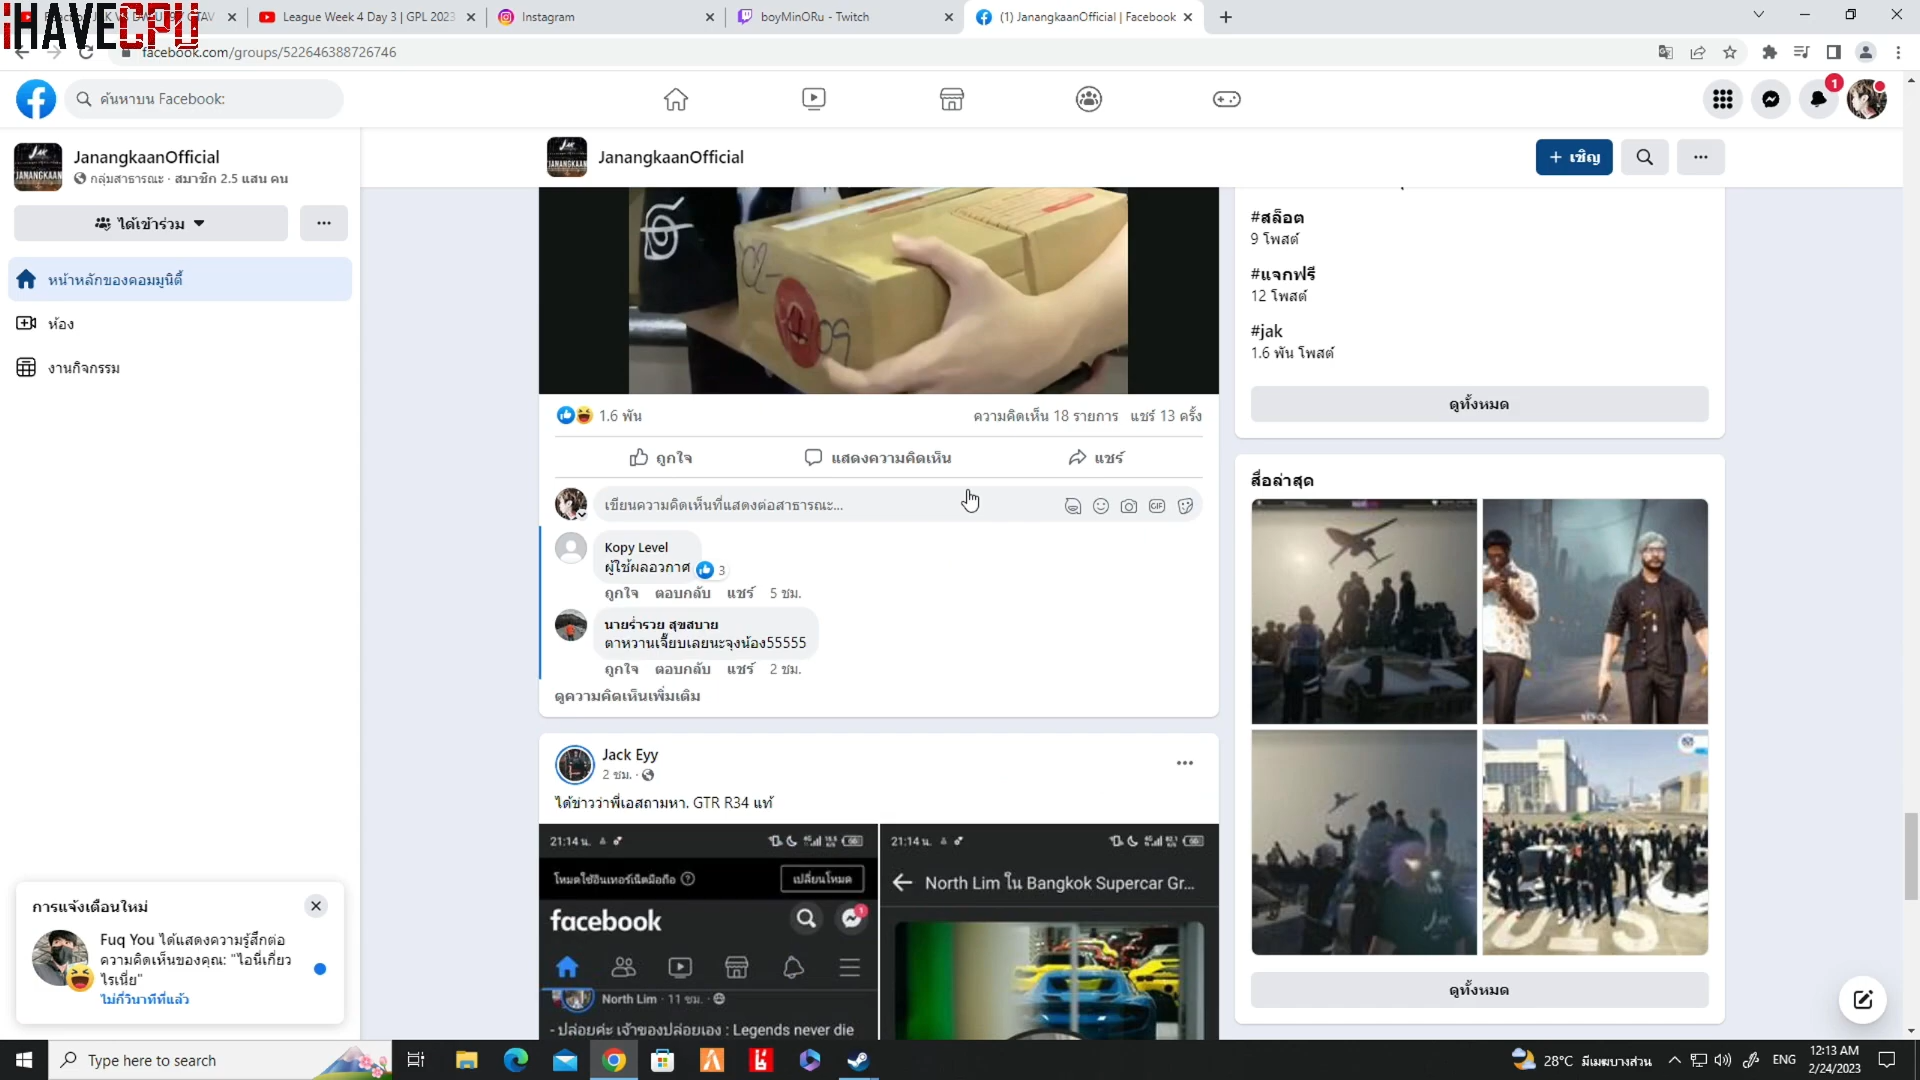 iHAVECPU
League Week 4 Day 3 | GPL 2023
Instagram
boyMinORu - Twitch
(1) JanangkaanOfficial | Facebook
facebook.com/groups/522646388726746
ค้นหาบน Facebook:
1
JanangkaanOfficial
กลุ่มสาธารณะ · สมาชิก 2.5 แสน คน
ได้เข้าร่วม
หน้าหลักของคอมมูนิตี้
ห้อง
งานกิจกรรม
JanangkaanOfficial
+ เชิญ
1.6 พัน
ความคิดเห็น 18 รายการ แชร์ 13 ครั้ง
ถูกใจ
แสดงความคิดเห็น
แชร์
เขียนความคิดเห็นที่แสดงต่อสาธารณะ...
GIF
Kopy Level
ผู้ใช้ผลอวกาศ
3
ถูกใจ ตอบกลับ แชร์ 5 ชม.
นายร่ำรวย สุขสบาย
ตาหวานเจี๊ยบเลยนะจุงน้อง55555
ถูกใจ ตอบกลับ แชร์ 2 ชม.
ดูความคิดเห็นเพิ่มเติม
Jack Eyy
2 ชม. ·
ได้ข่าวว่าพี่เอสถามหา. GTR R34 แท้
21:14 น.
โหมดใช้อินเทอร์เน็ตมือถือ
เปลี่ยนโหมด
facebook
1
North Lim · 11 ชม. ·
- ปล่อยค่ะ เจ้าของปล่อยเอง : Legends never die
21:14 น.
North Lim ใน Bangkok Supercar Gr...
#สล็อต
9 โพสต์
#แจกฟรี
12 โพสต์
#jak
1.6 พัน โพสต์
ดูทั้งหมด
สื่อล่าสุด
ดูทั้งหมด
การแจ้งเตือนใหม่
Fuq You ได้แสดงความรู้สึกต่อ
ความคิดเห็นของคุณ: "ไอนี่เกี่ยว
ไรเนี่ย"
ไม่กี่วินาทีที่แล้ว
Type here to search
28°C มีเมฆบางส่วน
ENG
12:13 AM
2/24/2023